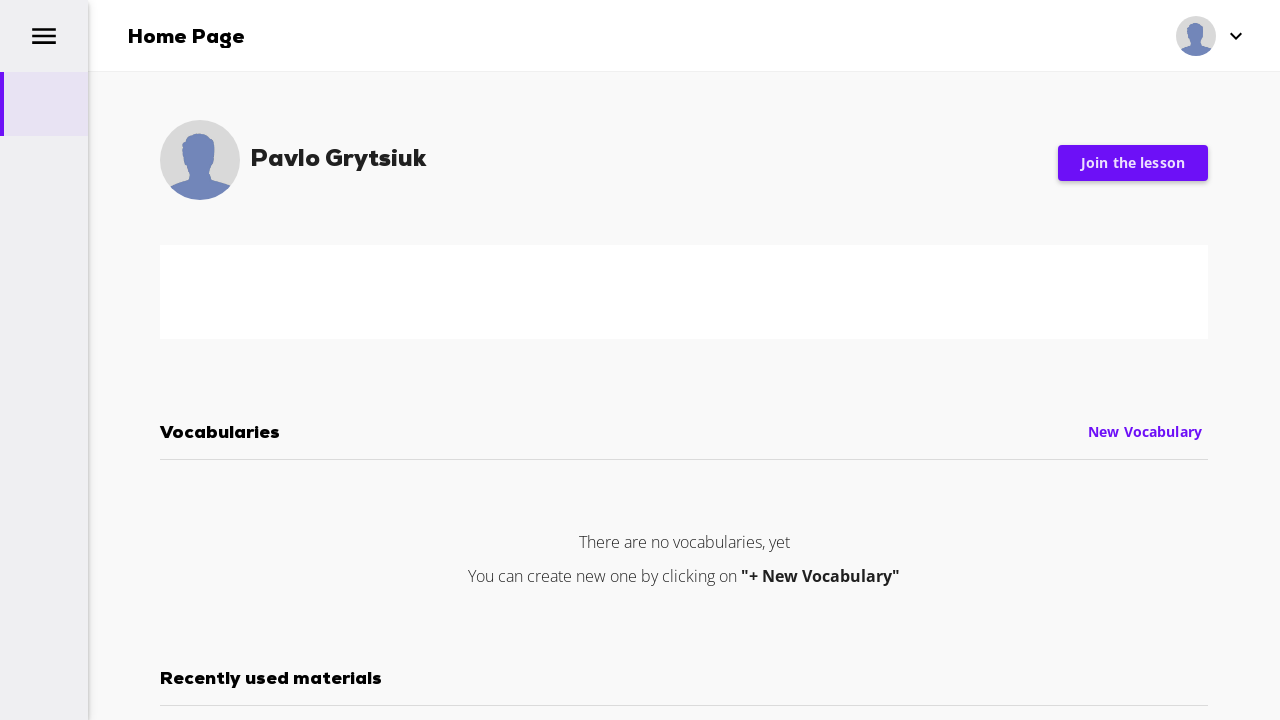 Home Page
Pavlo Grytsiuk
Join the lesson
Vocabularies
New Vocabulary
There are no vocabularies, yet
You can create new one by clicking on "+ New Vocabulary"
Recently used materials